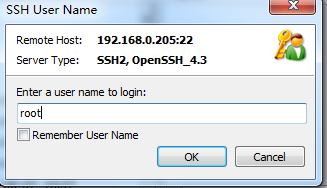 SSH User Name
Remote Host: 192.168.0.205:22
Server Type: SSH2, OpenSSH_4.3
Enter a user name to login:
root
Remember User Name
OK Cancel